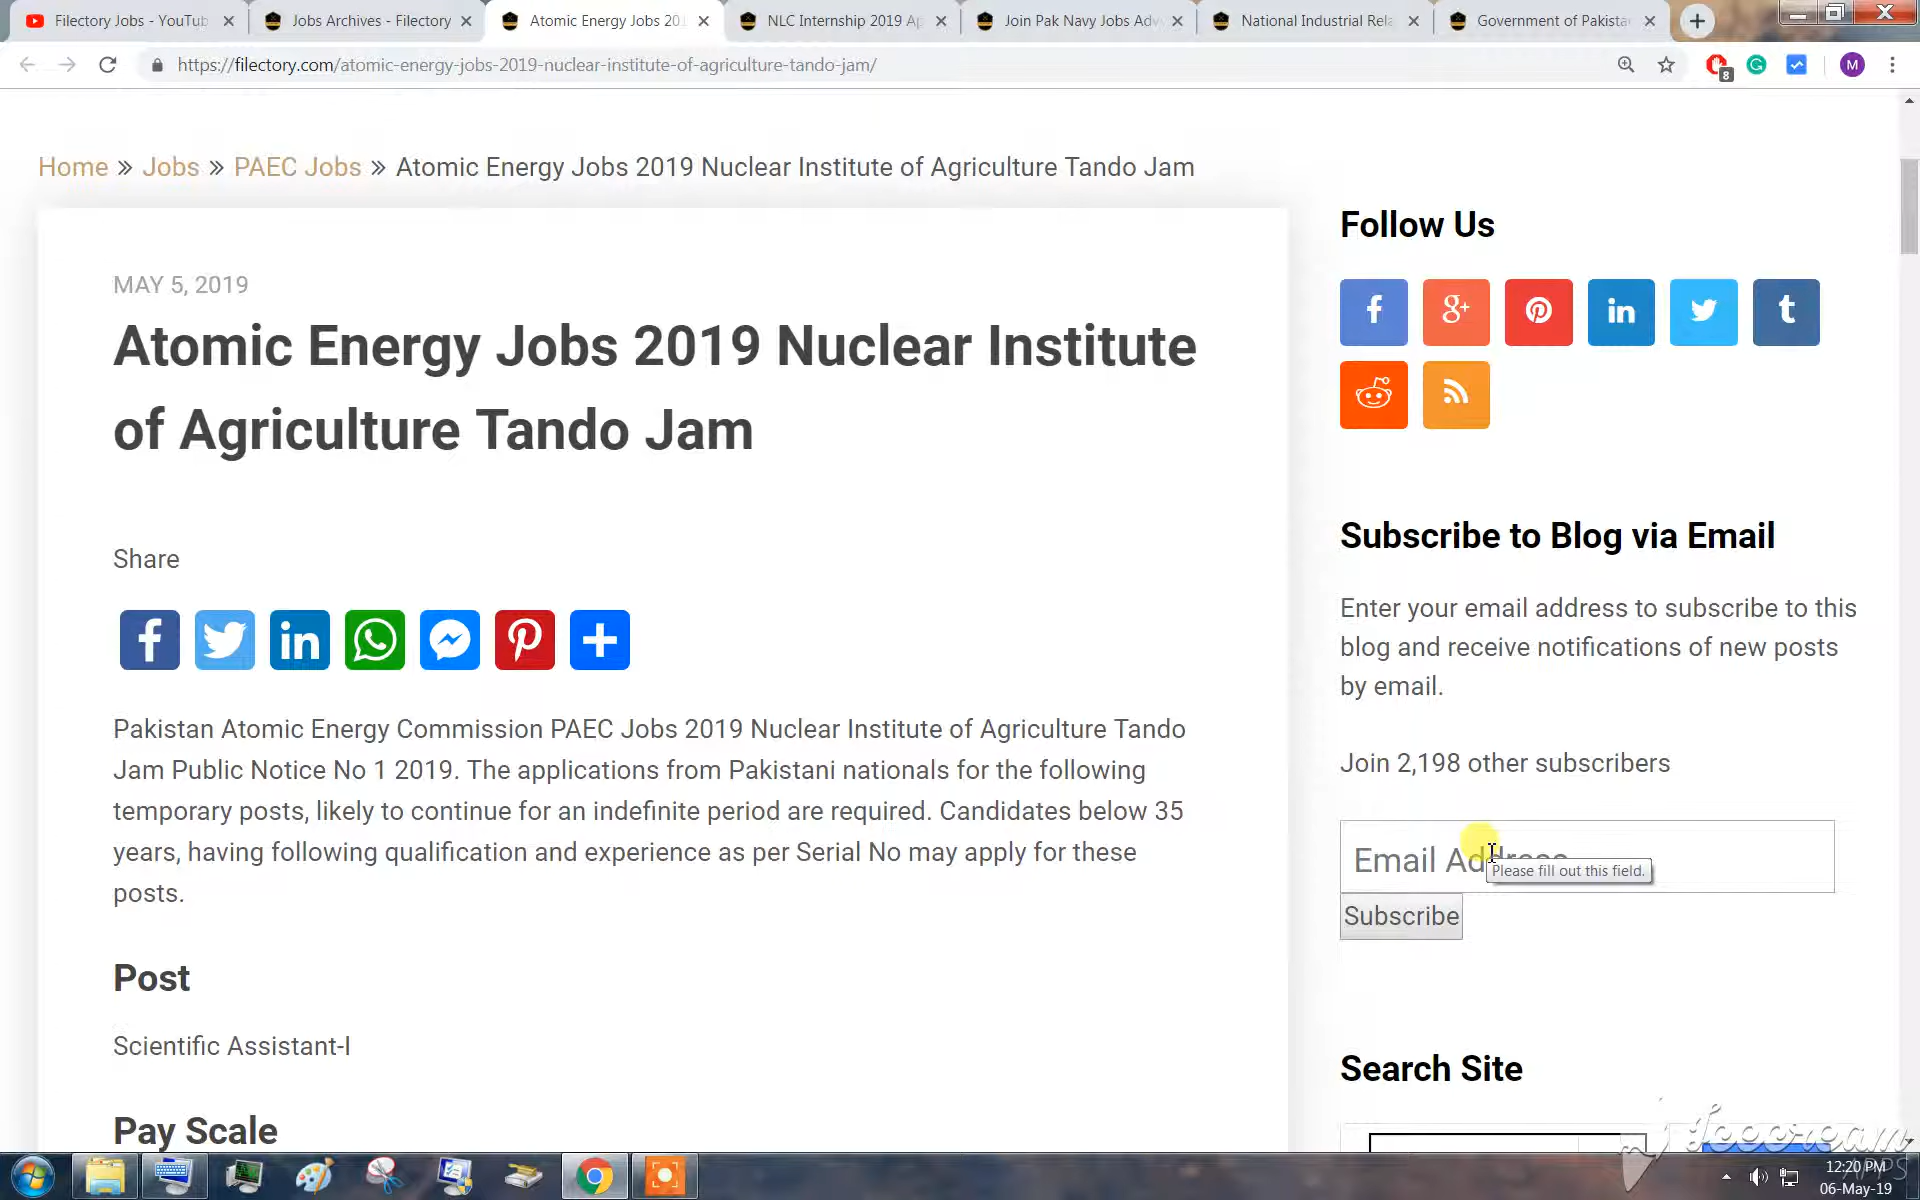 Filectory Jobs - YouTub
Jobs Archives - Filectory
Atomic Energy Jobs 201
NLC Internship 2019 Ap
Join Pak Navy Jobs Adv
National Industrial Rela
Government of Pakista
https://filectory.com/atomic-energy-jobs-2019-nuclear-institute-of-agriculture-tando-jam/
8
M
Home » Jobs » PAEC Jobs » Atomic Energy Jobs 2019 Nuclear Institute of Agriculture Tando Jam
MAY 5, 2019
Atomic Energy Jobs 2019 Nuclear Institute
of Agriculture Tando Jam
Share
Pakistan Atomic Energy Commission PAEC Jobs 2019 Nuclear Institute of Agriculture Tando
Jam Public Notice No 1 2019. The applications from Pakistani nationals for the following
temporary posts, likely to continue for an indefinite period are required. Candidates below 35
years, having following qualification and experience as per Serial No may apply for these
posts.
Post
Scientific Assistant-I
Pay Scale
Follow Us
Subscribe to Blog via Email
Enter your email address to subscribe to this
blog and receive notifications of new posts
by email.
Join 2,198 other subscribers
Email Address
Please fill out this field.
Subscribe
Search Site
APPS
12:20 PM
06-May-19